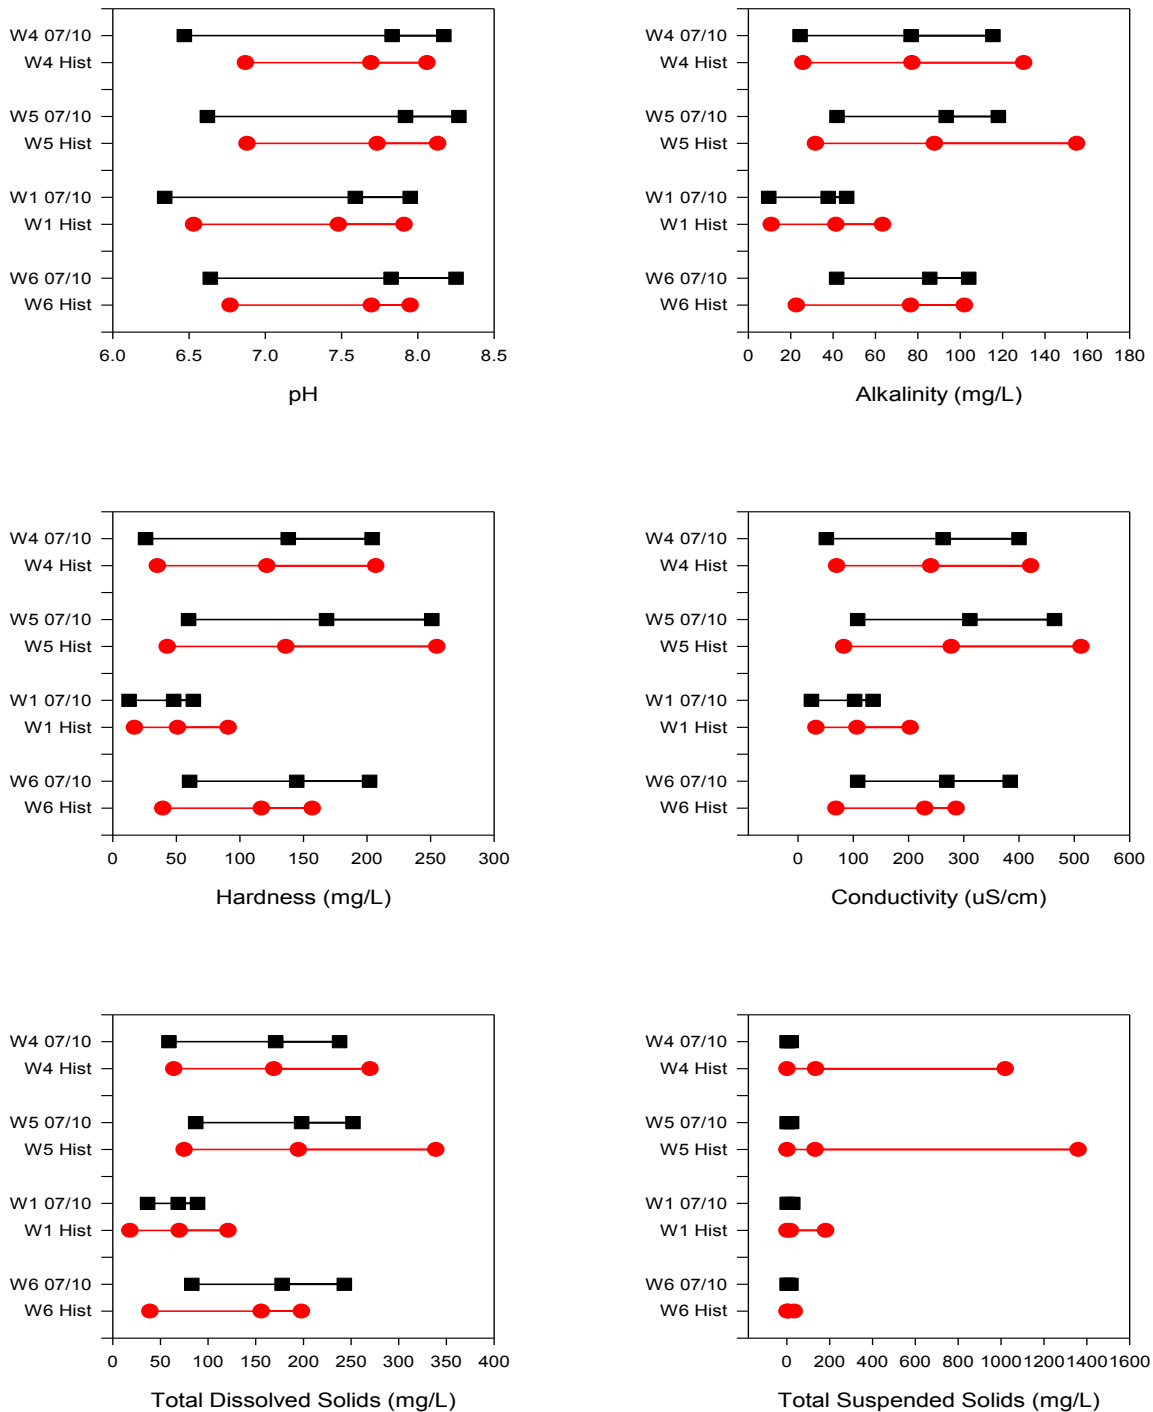 W4 07/10
W4 Hist
W5 07/10
W5 Hist
W1 07/10
W1 Hist
W6 07/10
W6 Hist
6.0 6.5 7.0 7.5 8.0 8.5
pH
W4 07/10
W4 Hist
W5 07/10
W5 Hist
W1 07/10
W1 Hist
W6 07/10
W6 Hist
0 20 40 60 80 100 120 140 160 180
Alkalinity (mg/L)
W4 07/10
W4 Hist
W5 07/10
W5 Hist
W1 07/10
W1 Hist
W6 07/10
W6 Hist
0 50 100 150 200 250 300
Hardness (mg/L)
W4 07/10
W4 Hist
W5 07/10
W5 Hist
W1 07/10
W1 Hist
W6 07/10
W6 Hist
0 100 200 300 400 500 600
Conductivity (uS/cm)
W4 07/10
W4 Hist
W5 07/10
W5 Hist
W1 07/10
W1 Hist
W6 07/10
W6 Hist
0 50 100 150 200 250 300 350 400
Total Dissolved Solids (mg/L)
W4 07/10
W4 Hist
W5 07/10
W5 Hist
W1 07/10
W1 Hist
W6 07/10
W6 Hist
0 200 400 600 800 1000 1200 1400 1600
Total Suspended Solids (mg/L)